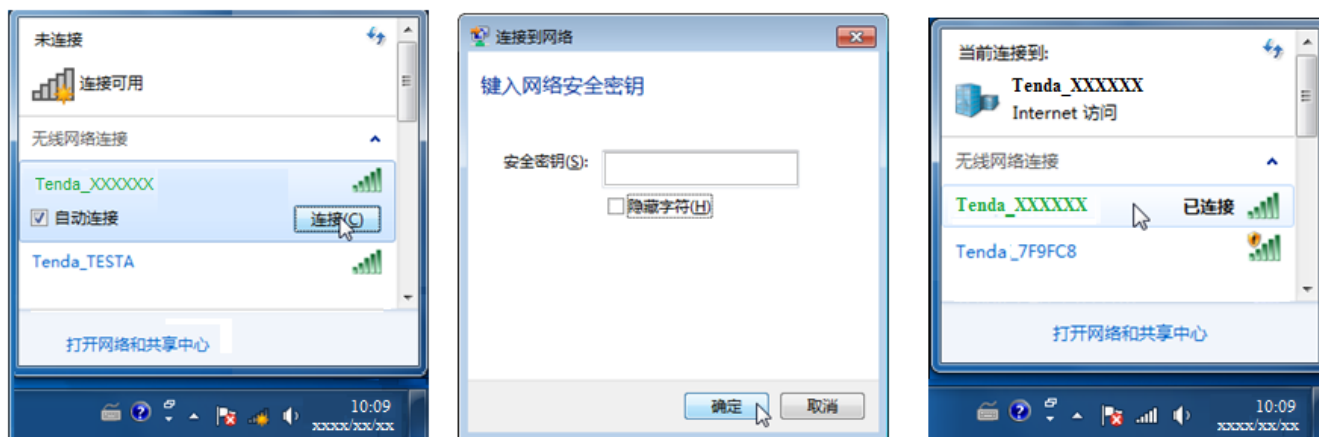 未连接
连接可用
无线网络连接
Tenda_XXXXXX
自动连接
连接(C)
Tenda_TESTA
打开网络和共享中心
10:09
xxxx/xx/xx
连接到网络
键入网络安全密钥
安全密钥(S):
隐藏字符(H)
确定
取消
当前连接到:
Tenda_XXXXXX
Internet 访问
无线网络连接
Tenda_XXXXXX 已连接
Tenda_7F9FC8
打开网络和共享中心
10:09
xxxx/xx/xx